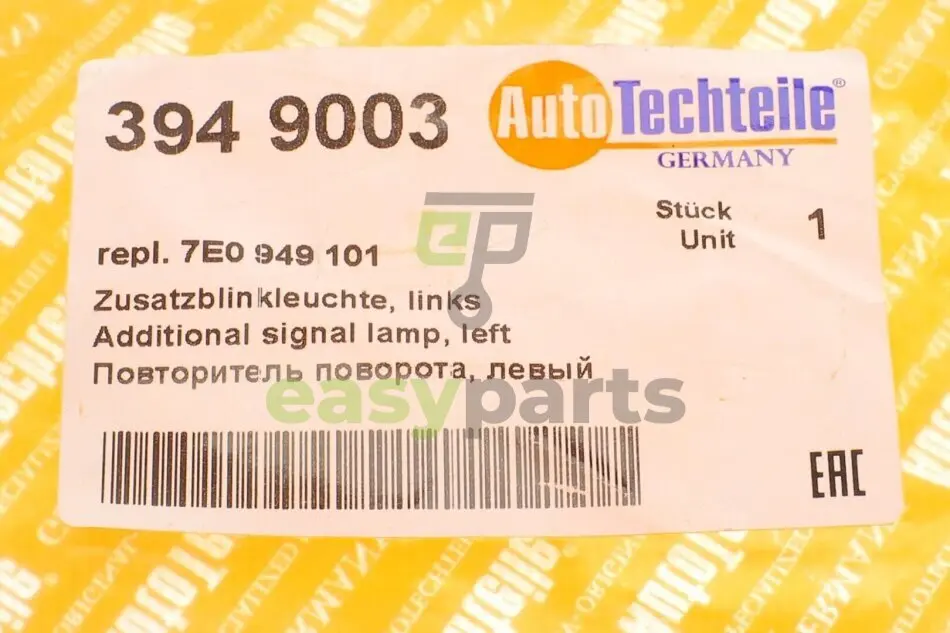 394 9003
AutoTechteile®
GERMANY
Stück 1
Unit
repl. 7E0 949 101
Zusatzblinkleuchte, links
Additional signal lamp, left
Повторитель поворота, левый
easyparts
EAC